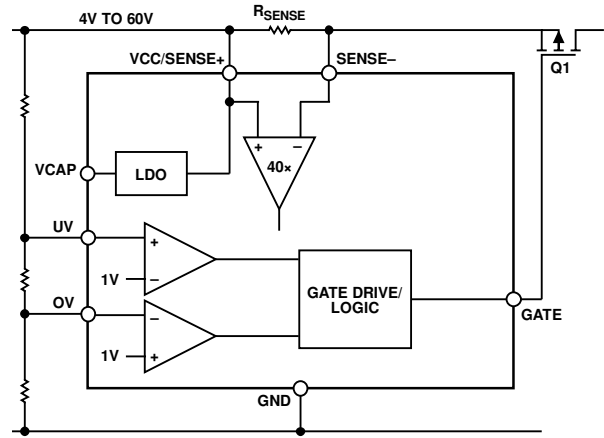 4V TO 60V
RSENSE
VCC/SENSE+
SENSE–
Q1
+
–
40×
VCAP
LDO
UV
+
1V
–
OV
–
1V
+
GATE DRIVE/
LOGIC
GATE
GND